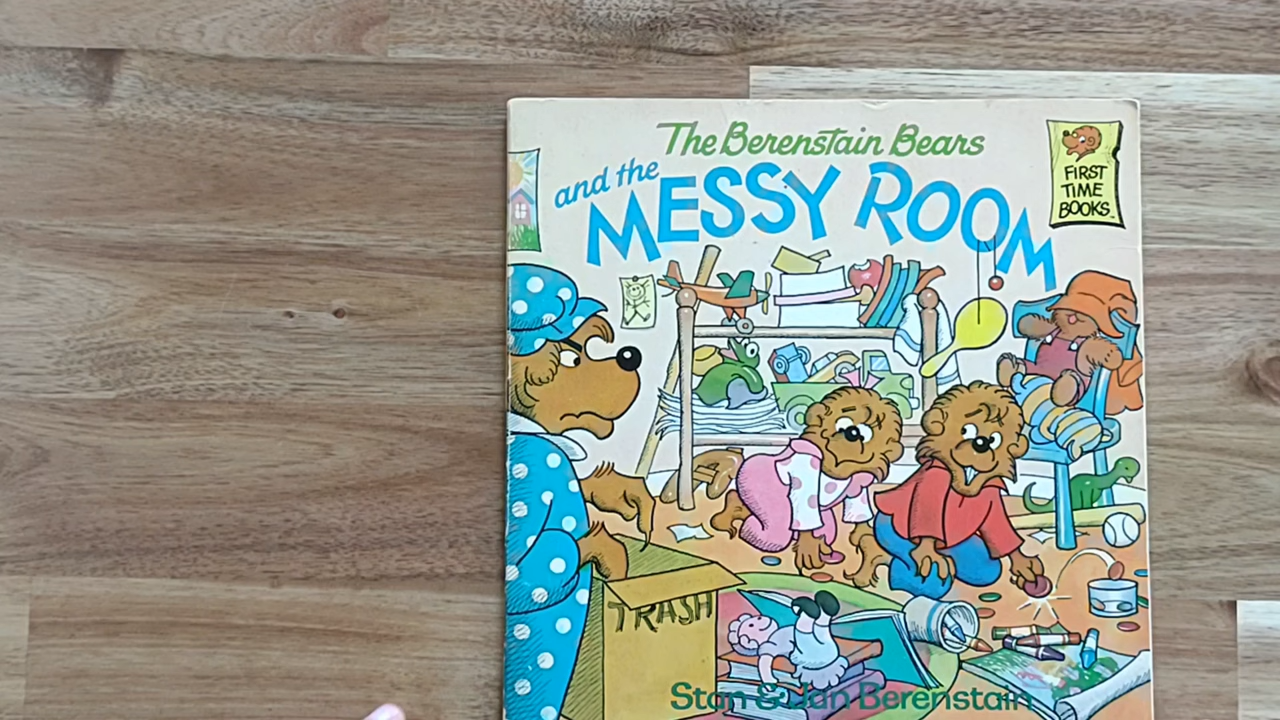 The Berenstain Bears
and the
MESSY ROOM
FIRST
TIME
BOOKS
TRASH
Stan & Jan Berenstain